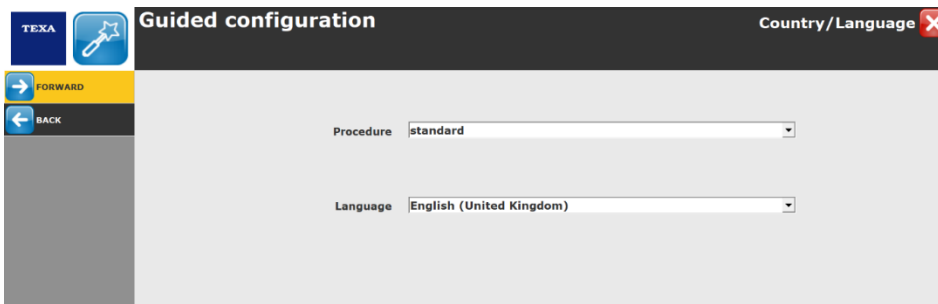 TEXA
Guided configuration
Country/Language
FORWARD
BACK
Procedure standard
Language English (United Kingdom)